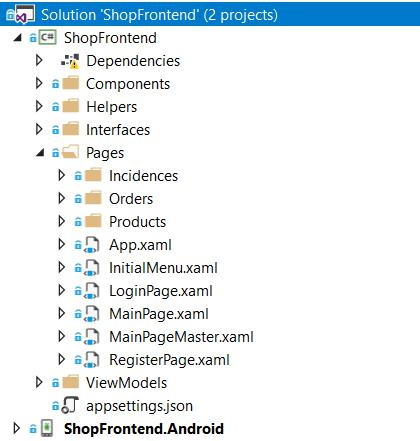 Solution 'ShopFrontend' (2 projects)
C# ShopFrontend
Dependencies
Components
Helpers
Interfaces
Pages
Incidences
Orders
Products
App.xaml
InitialMenu.xaml
LoginPage.xaml
MainPage.xaml
MainPageMaster.xaml
RegisterPage.xaml
ViewModels
appsettings.json
ShopFrontend.Android